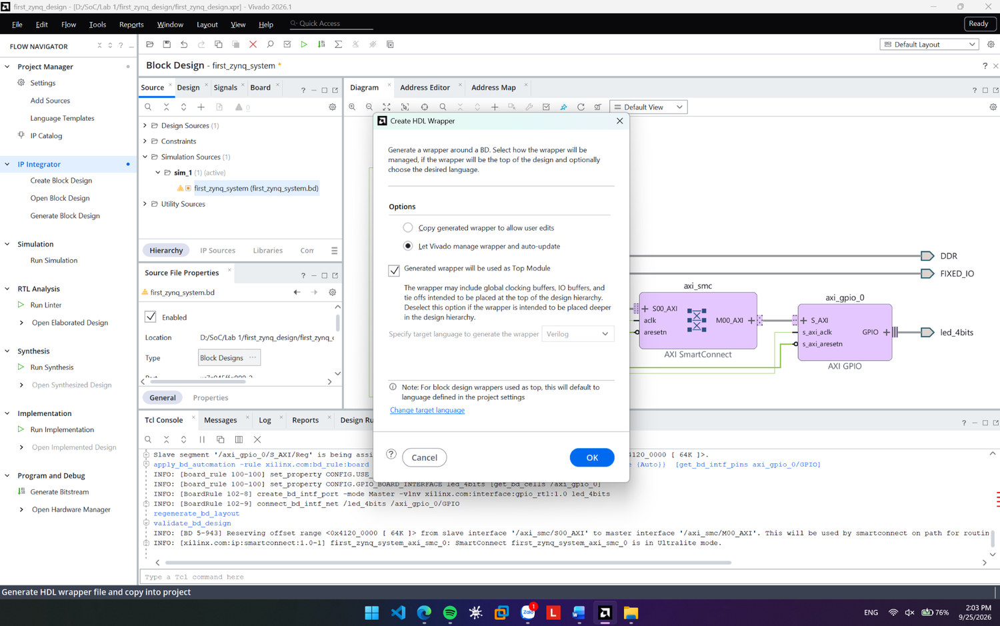 first_zynq_design - [D:/SoC/Lab 1/first_zynq_design/first_zynq_design.xpr] - Vivado 2026.1
File Edit Flow Tools Reports Window Layout View Help Quick Access Ready
FLOW NAVIGATOR
Default Layout
Project Manager
Settings
Add Sources
Language Templates
IP Catalog
IP Integrator
Create Block Design
Open Block Design
Generate Block Design
Simulation
Run Simulation
RTL Analysis
Run Linter
Open Elaborated Design
Synthesis
Run Synthesis
Open Synthesized Design
Implementation
Run Implementation
Open Implemented Design
Program and Debug
Generate Bitstream
Open Hardware Manager
Block Design - first_zynq_system *
Source Design Signals Board
0
Design Sources (1)
Constraints
Simulation Sources (1)
sim_1 (1) (active)
first_zynq_system (first_zynq_system.bd)
Utility Sources
Hierarchy IP Sources Libraries Com
Source File Properties
first_zynq_system.bd
Enabled
Location D:/SoC/Lab 1/first_zynq_design/first_zynq_
Type Block Designs
General Properties
Diagram Address Editor Address Map
Default View
DDR
FIXED_IO
axi_smc
S00_AXI
aclk
aresetn
M00_AXI
AXI SmartConnect
axi_gpio_0
S_AXI
s_axi_aclk
s_axi_aresetn
GPIO
AXI GPIO
led_4bits
Create HDL Wrapper
Generate a wrapper around a BD. Select how the wrapper will be
managed, if the wrapper will be the top of the design and optionally
choose the desired language.
Options
Copy generated wrapper to allow user edits
Let Vivado manage wrapper and auto-update
Generated wrapper will be used as Top Module
The wrapper may include global clocking buffers, IO buffers, and
tie offs intended to be placed at the top of the design hierarchy.
Deselect this option if the wrapper is intended to be placed deeper
in the design hierarchy.
Specify target language to generate the wrapper Verilog
Note: For block design wrappers used as top, this will default to
language defined in the project settings
Change target language
Cancel OK
Tcl Console Messages Log Reports Design Ru
Slave segment '/axi_gpio_0/S_AXI/Reg' is being assi 4120_0000 [ 64K ]>.
apply_bd_automation -rule xilinx.com:bd_rule:board {Auto}} [get_bd_intf_pins axi_gpio_0/GPIO]
INFO: [board_rule 100-100] set_property CONFIG.USE_
INFO: [board_rule 100-100] set_property CONFIG.GPIO_BOARD_INTERFACE led_4bits [get_bd_cells /axi_gpio_0]
INFO: [BoardRule 102-8] create_bd_intf_port -mode Master -vlnv xilinx.com:interface:gpio_rtl:1.0 led_4bits
INFO: [BoardRule 102-9] connect_bd_intf_net /led_4bits /axi_gpio_0/GPIO
regenerate_bd_layout
validate_bd_design
INFO: [BD 5-943] Reserving offset range <0x4120_0000 [ 64K ]> from slave interface '/axi_smc/S00_AXI' to master interface '/axi_smc/M00_AXI'. This will be used by smartconnect on path for routin
INFO: [xilinx.com:ip:smartconnect:1.0-1] first_zynq_system_axi_smc_0: SmartConnect first_zynq_system_axi_smc_0 is in Ultralite mode.
Type a Tcl command here
Generate HDL wrapper file and copy into project
Zalo 1 L W
ENG 76% 2:03 PM
9/25/2026